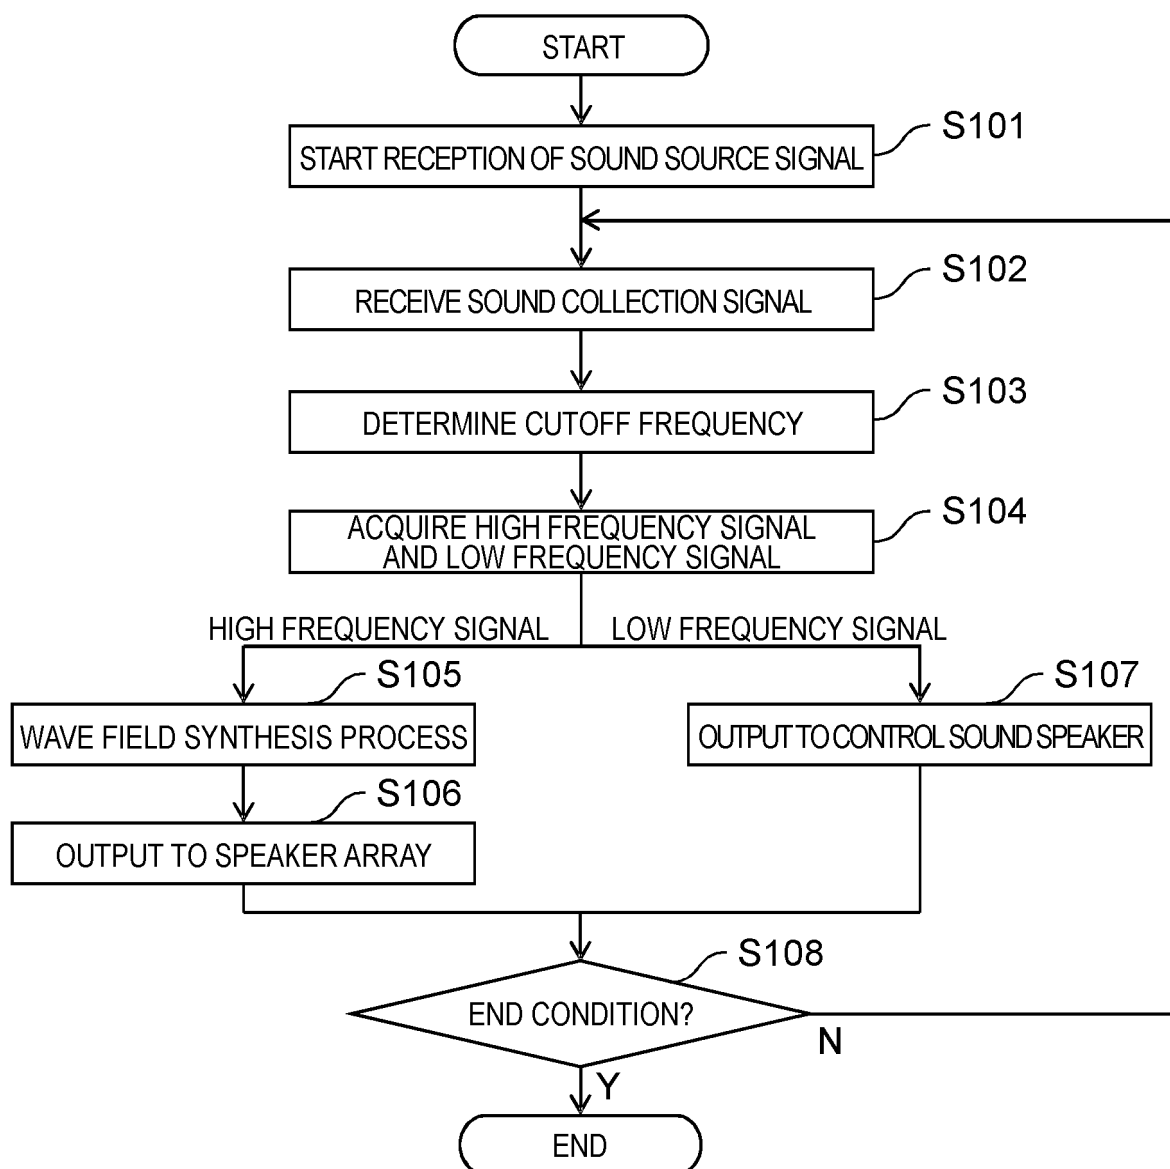 START
S101
START RECEPTION OF SOUND SOURCE SIGNAL
S102
RECEIVE SOUND COLLECTION SIGNAL
S103
DETERMINE CUTOFF FREQUENCY
S104
ACQUIRE HIGH FREQUENCY SIGNAL
AND LOW FREQUENCY SIGNAL
HIGH FREQUENCY SIGNAL
LOW FREQUENCY SIGNAL
S105
WAVE FIELD SYNTHESIS PROCESS
S106
OUTPUT TO SPEAKER ARRAY
S107
OUTPUT TO CONTROL SOUND SPEAKER
S108
END CONDITION?
N
Y
END